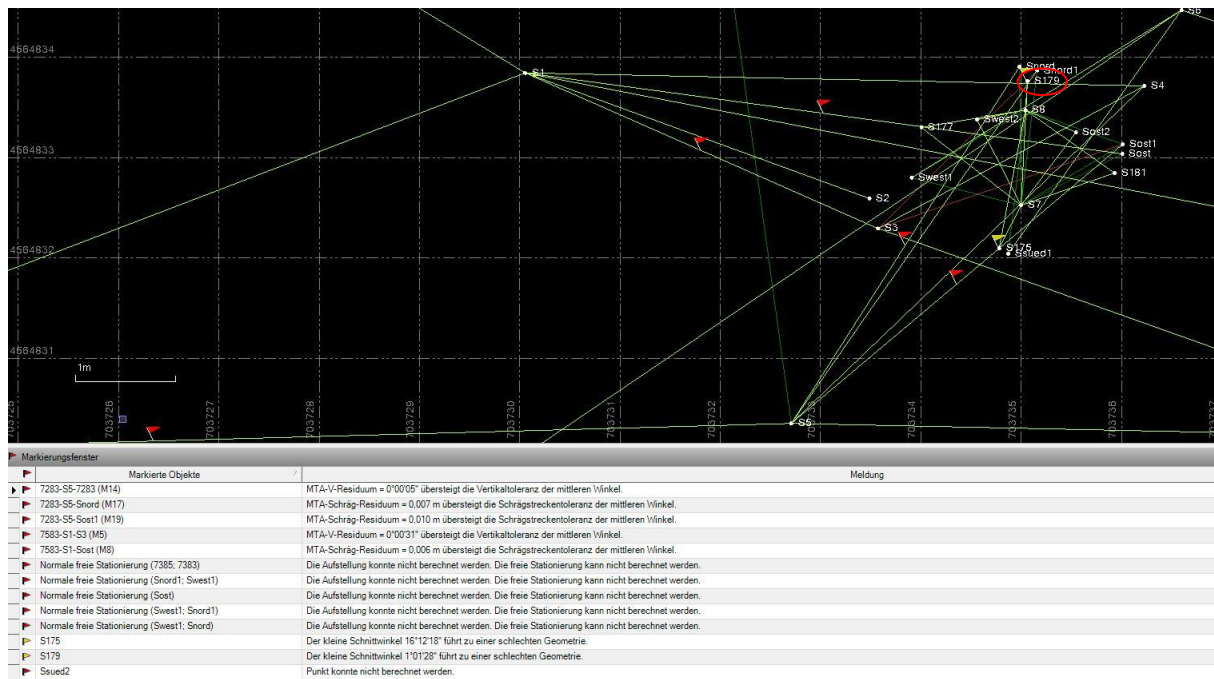 4564834
S6
S1
Snord
Snord1
S179
S4
S8
Swest2
S177
Sost2
4564833
Sost1
Sost
S181
Swest1
S2
S7
S3
4564832
S175
Ssued1
4564831
1m
703725
703726
703727
703728
703729
703730
703731
703732
703733
703734
703735
703736
S5
Markierungsfenster
Markierte Objekte / Meldung
7283-S5-7283 (M14) MTA-V-Residuum = 0°00'05" übersteigt die Vertikaltoleranz der mittleren Winkel.
7283-S5-Snord (M17) MTA-Schräg-Residuum = 0,007 m übersteigt die Schrägstreckentoleranz der mittleren Winkel.
7283-S5-Sost1 (M19) MTA-Schräg-Residuum = 0,010 m übersteigt die Schrägstreckentoleranz der mittleren Winkel.
7583-S1-S3 (M5) MTA-V-Residuum = 0°00'31" übersteigt die Vertikaltoleranz der mittleren Winkel.
7583-S1-Sost (M8) MTA-Schräg-Residuum = 0,006 m übersteigt die Schrägstreckentoleranz der mittleren Winkel.
Normale freie Stationierung (7385; 7383) Die Aufstellung konnte nicht berechnet werden. Die freie Stationierung kann nicht berechnet werden.
Normale freie Stationierung (Snord1; Swest1) Die Aufstellung konnte nicht berechnet werden. Die freie Stationierung kann nicht berechnet werden.
Normale freie Stationierung (Sost) Die Aufstellung konnte nicht berechnet werden. Die freie Stationierung kann nicht berechnet werden.
Normale freie Stationierung (Swest1; Snord1) Die Aufstellung konnte nicht berechnet werden. Die freie Stationierung kann nicht berechnet werden.
Normale freie Stationierung (Swest1; Snord) Die Aufstellung konnte nicht berechnet werden. Die freie Stationierung kann nicht berechnet werden.
S175 Der kleine Schnittwinkel 16°12'18" führt zu einer schlechten Geometrie.
S179 Der kleine Schnittwinkel 1°01'28" führt zu einer schlechten Geometrie.
Ssued2 Punkt konnte nicht berechnet werden.